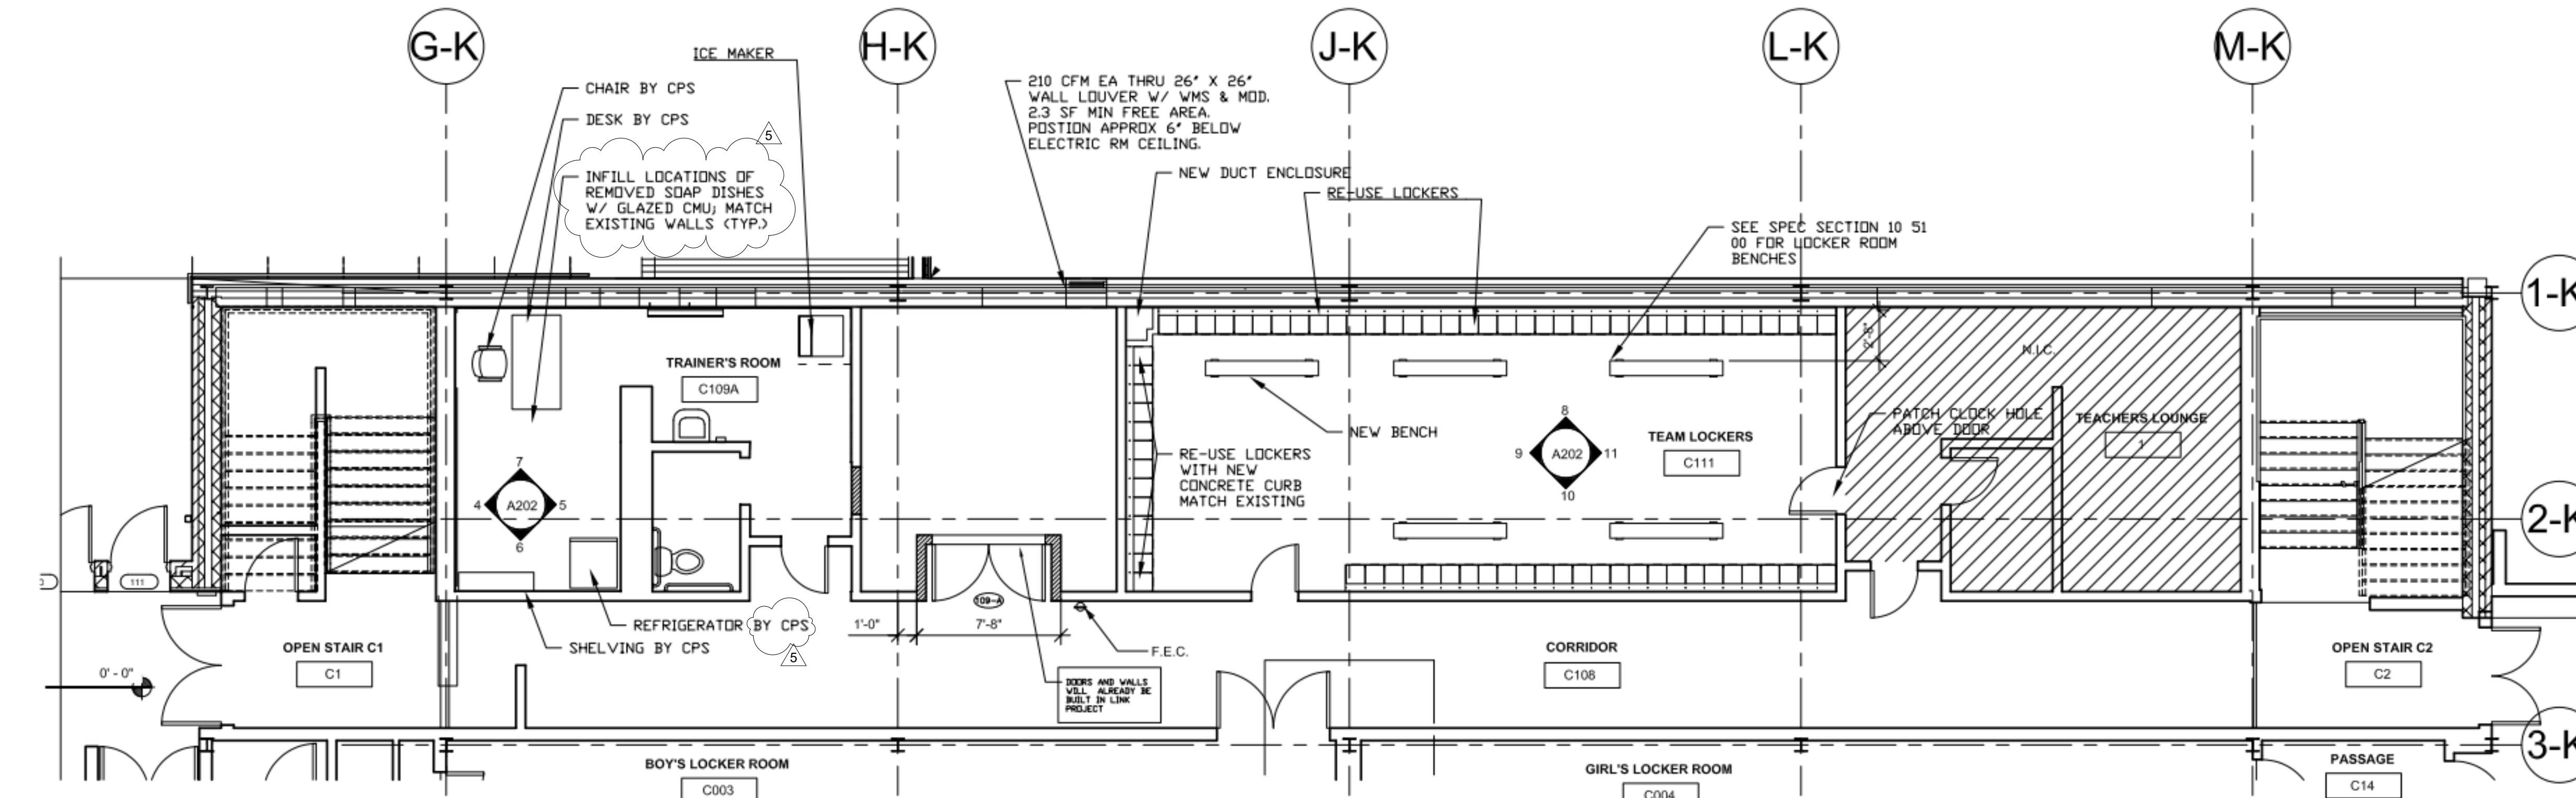 G-K
H-K
J-K
L-K
M-K
ICE MAKER
CHAIR BY CPS
DESK BY CPS
5
INFILL LOCATIONS OF
REMOVED SOAP DISHES
W/ GLAZED CMU; MATCH
EXISTING WALLS (TYP.)
210 CFM EA THRU 26" X 26"
WALL LOUVER W/ WMS & MOD.
2.3 SF MIN FREE AREA.
POSTION APPROX 6" BELOW
ELECTRIC RM CEILING.
NEW DUCT ENCLOSURE
RE-USE LOCKERS
SEE SPEC SECTION 10 51
00 FOR LOCKER ROOM
BENCHES
1-K
2'-8"
N.I.C.
TRAINER'S ROOM
C109A
NEW BENCH
8
9
A202
11
10
TEAM LOCKERS
C111
PATCH CLOCK HOLE
ABOVE DOOR
TEACHERS LOUNGE
1
RE-USE LOCKERS
WITH NEW
CONCRETE CURB
MATCH EXISTING
7
4
A202
5
6
2-K
111
109-A
REFRIGERATOR BY CPS
5
SHELVING BY CPS
1'-0"
7'-8"
F.E.C.
OPEN STAIR C1
C1
0' - 0"
DOORS AND WALLS
WILL ALREADY BE
BUILT IN LINK
PROJECT
CORRIDOR
C108
OPEN STAIR C2
C2
3-K
BOY'S LOCKER ROOM
C003
GIRL'S LOCKER ROOM
C004
PASSAGE
C14